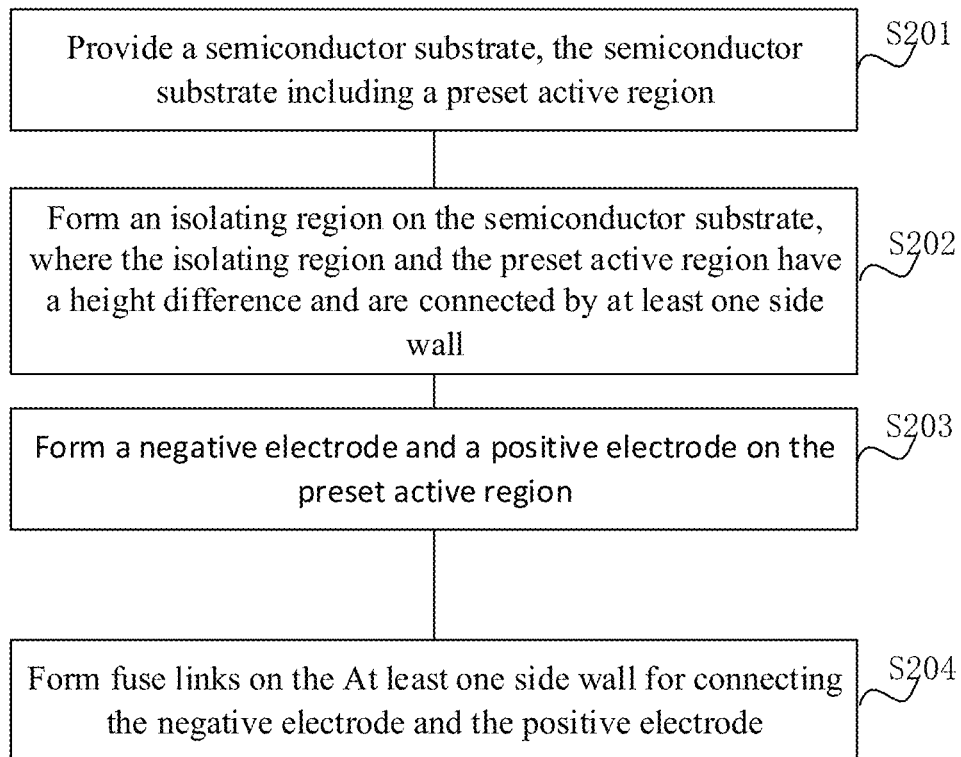 Provide a semiconductor substrate, the semiconductor
substrate including a preset active region
S201
Form an isolating region on the semiconductor substrate,
where the isolating region and the preset active region have
a height difference and are connected by at least one side
wall
S202
Form a negative electrode and a positive electrode on the
preset active region
S203
Form fuse links on the At least one side wall for connecting
the negative electrode and the positive electrode
S204